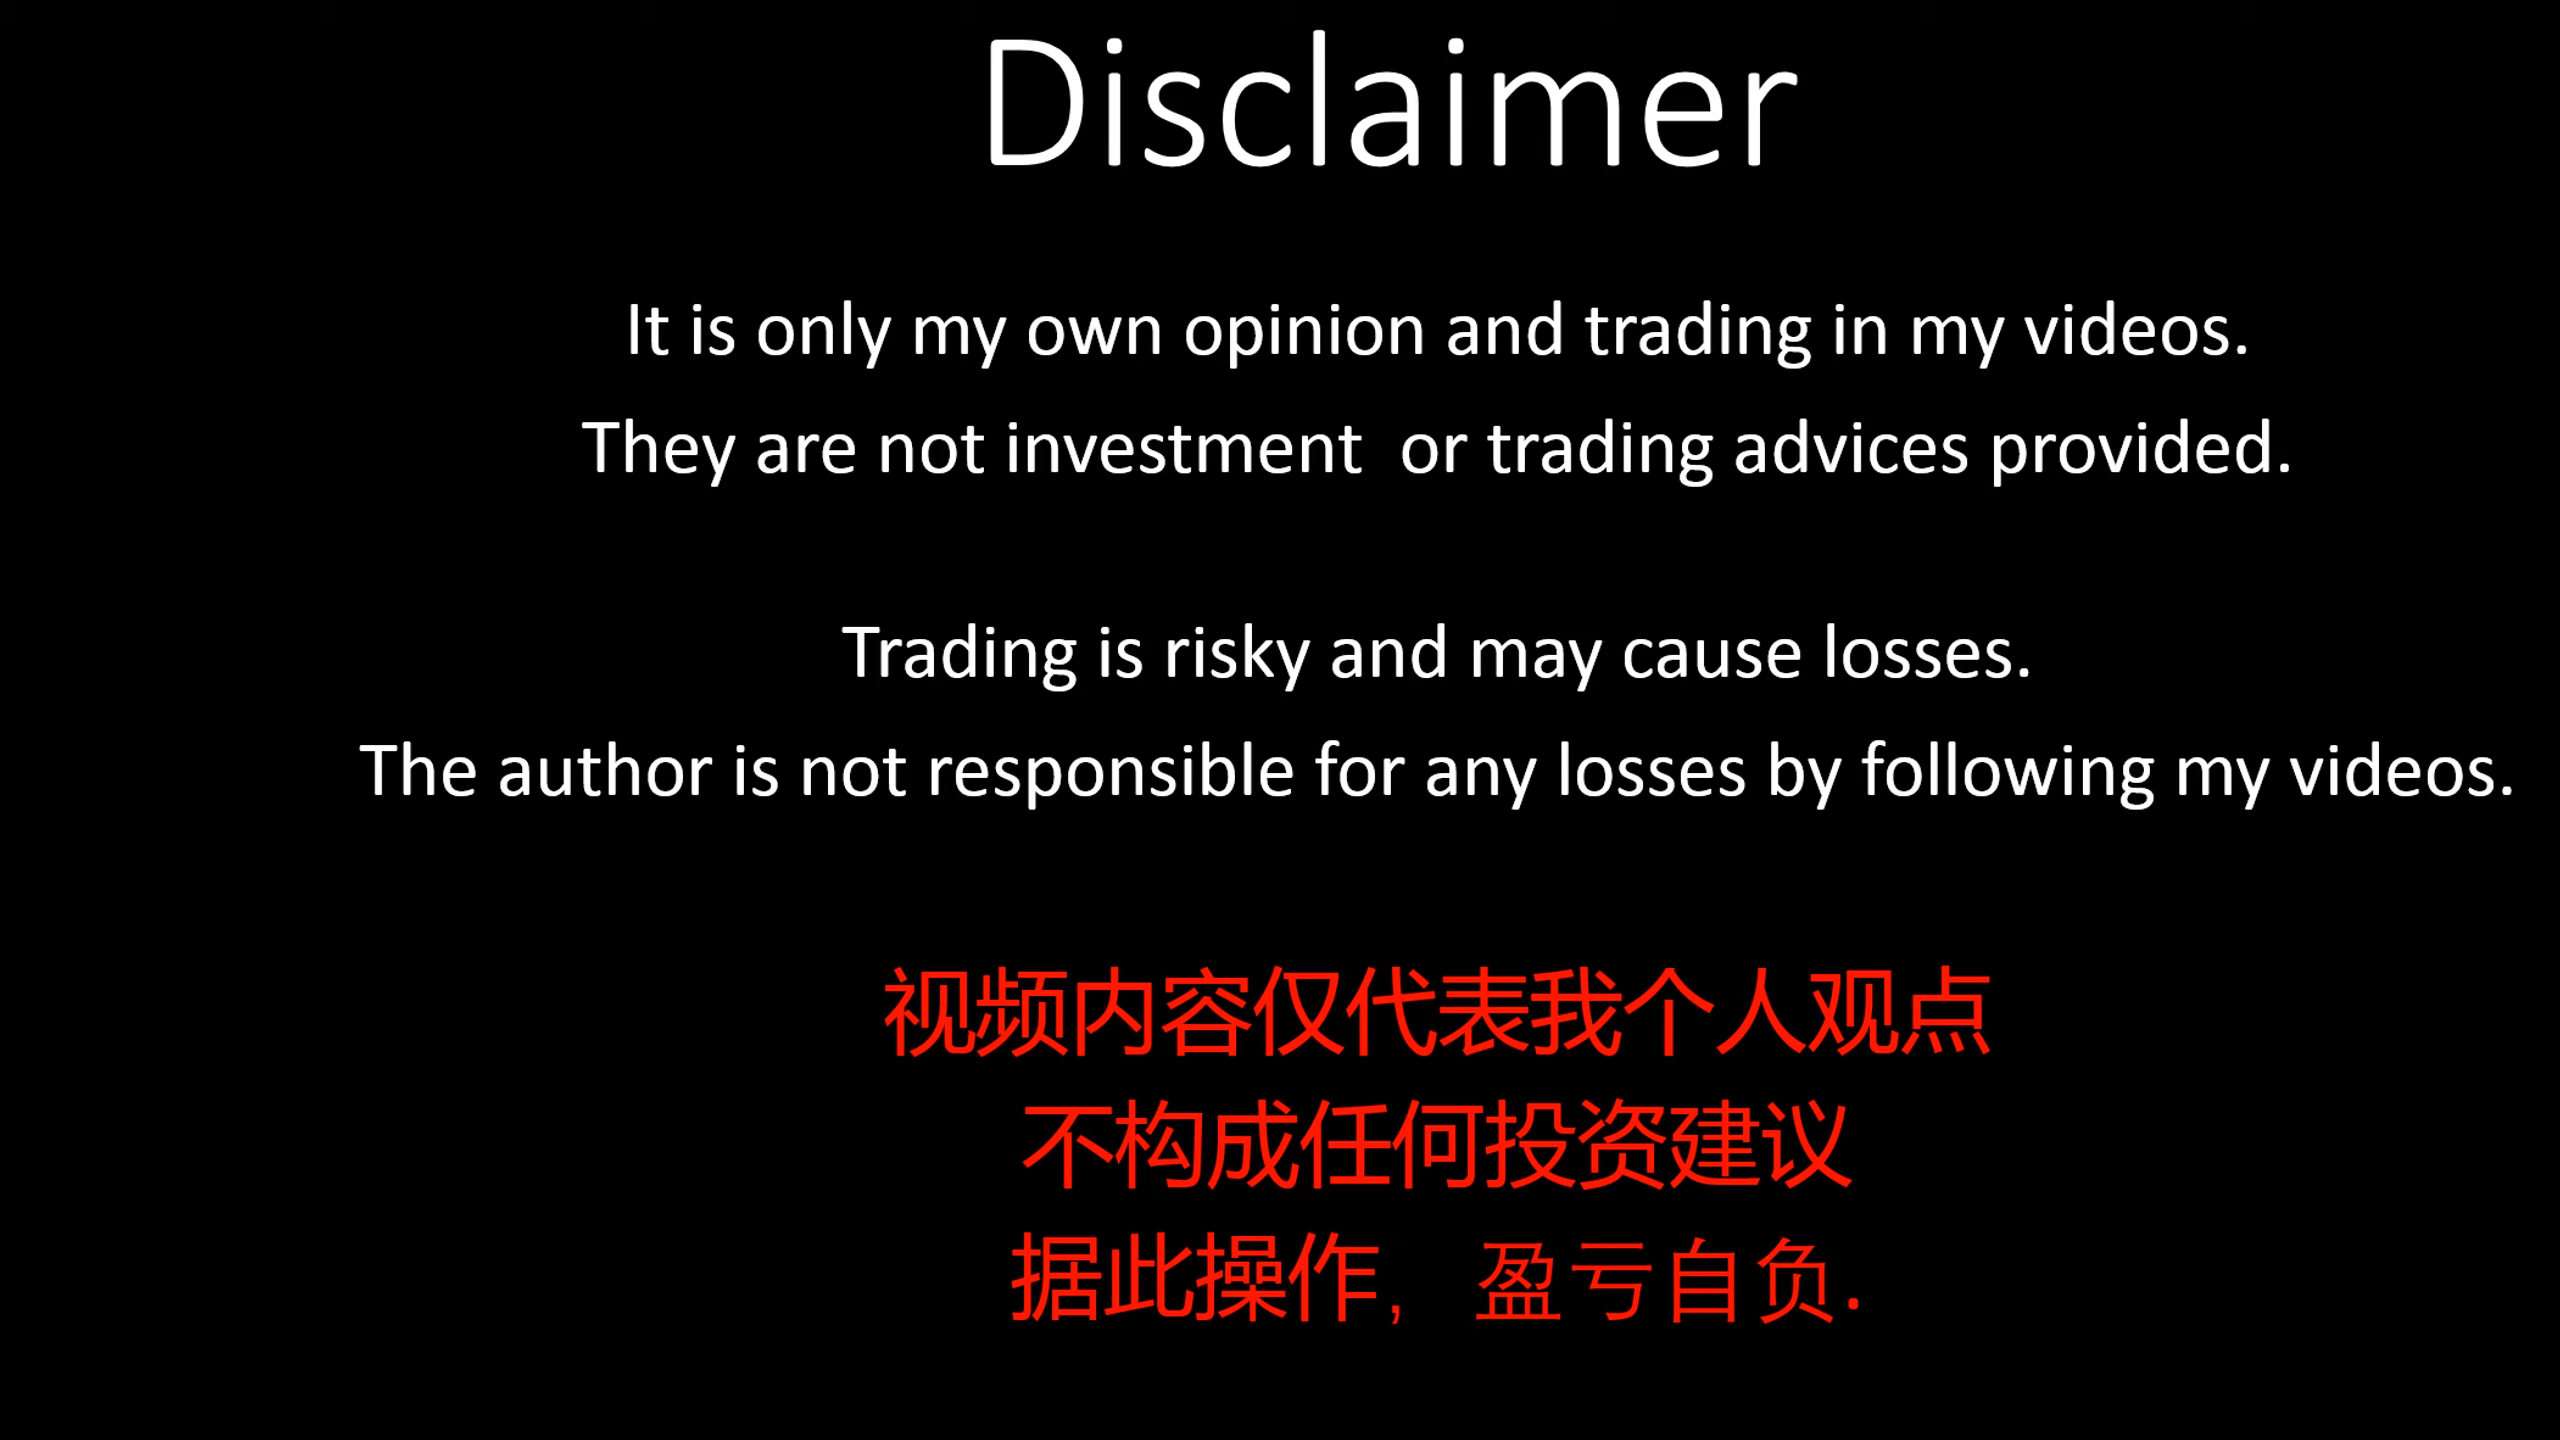 Disclaimer
It is only my own opinion and trading in my videos.
They are not investment  or trading advices provided.
Trading is risky and may cause losses.
The author is not responsible for any losses by following my videos.
视频内容仅代表我个人观点
不构成任何投资建议
据此操作，盈亏自负.